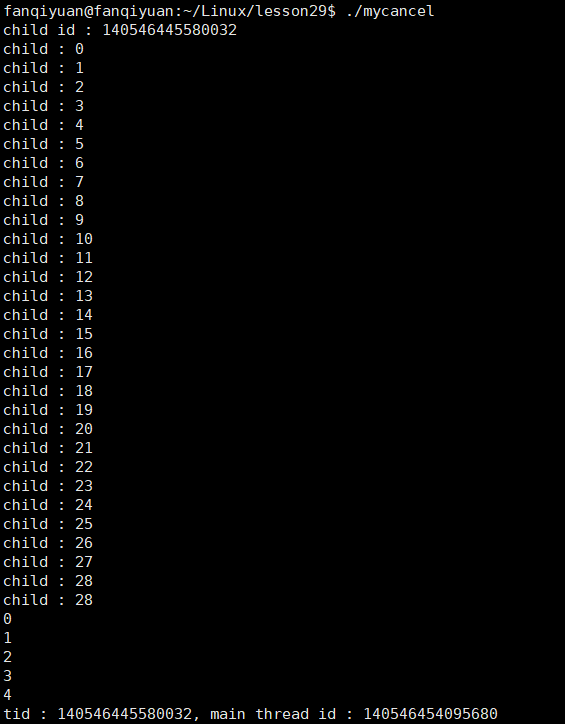 fanqiyuan@fanqiyuan:~/Linux/lesson29$ ./mycancel
child id : 140546445580032
child : 0
child : 1
child : 2
child : 3
child : 4
child : 5
child : 6
child : 7
child : 8
child : 9
child : 10
child : 11
child : 12
child : 13
child : 14
child : 15
child : 16
child : 17
child : 18
child : 19
child : 20
child : 21
child : 22
child : 23
child : 24
child : 25
child : 26
child : 27
child : 28
child : 28
0
1
2
3
4
tid : 140546445580032, main thread id : 140546454095680